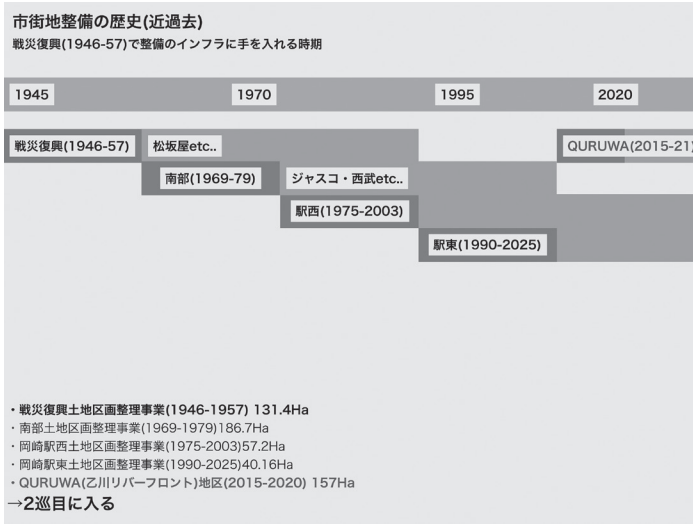 市街地整備の歴史(近過去)
戦災復興(1946-57)で整備のインフラに手を入れる時期
1945 1970 1995 2020
戦災復興(1946-57) 松坂屋etc.. QURUWA(2015-21)
南部(1969-79) ジャスコ・西武etc..
駅西(1975-2003)
駅東(1990-2025)
・戦災復興土地区画整理事業(1946-1957) 131.4Ha
・南部土地区画整理事業(1969-1979)186.7Ha
・岡崎駅西土地区画整理事業(1975-2003)57.2Ha
・岡崎駅東土地区画整理事業(1990-2025)40.16Ha
・QURUWA(乙川リバーフロント)地区(2015-2020) 157Ha
→2巡目に入る